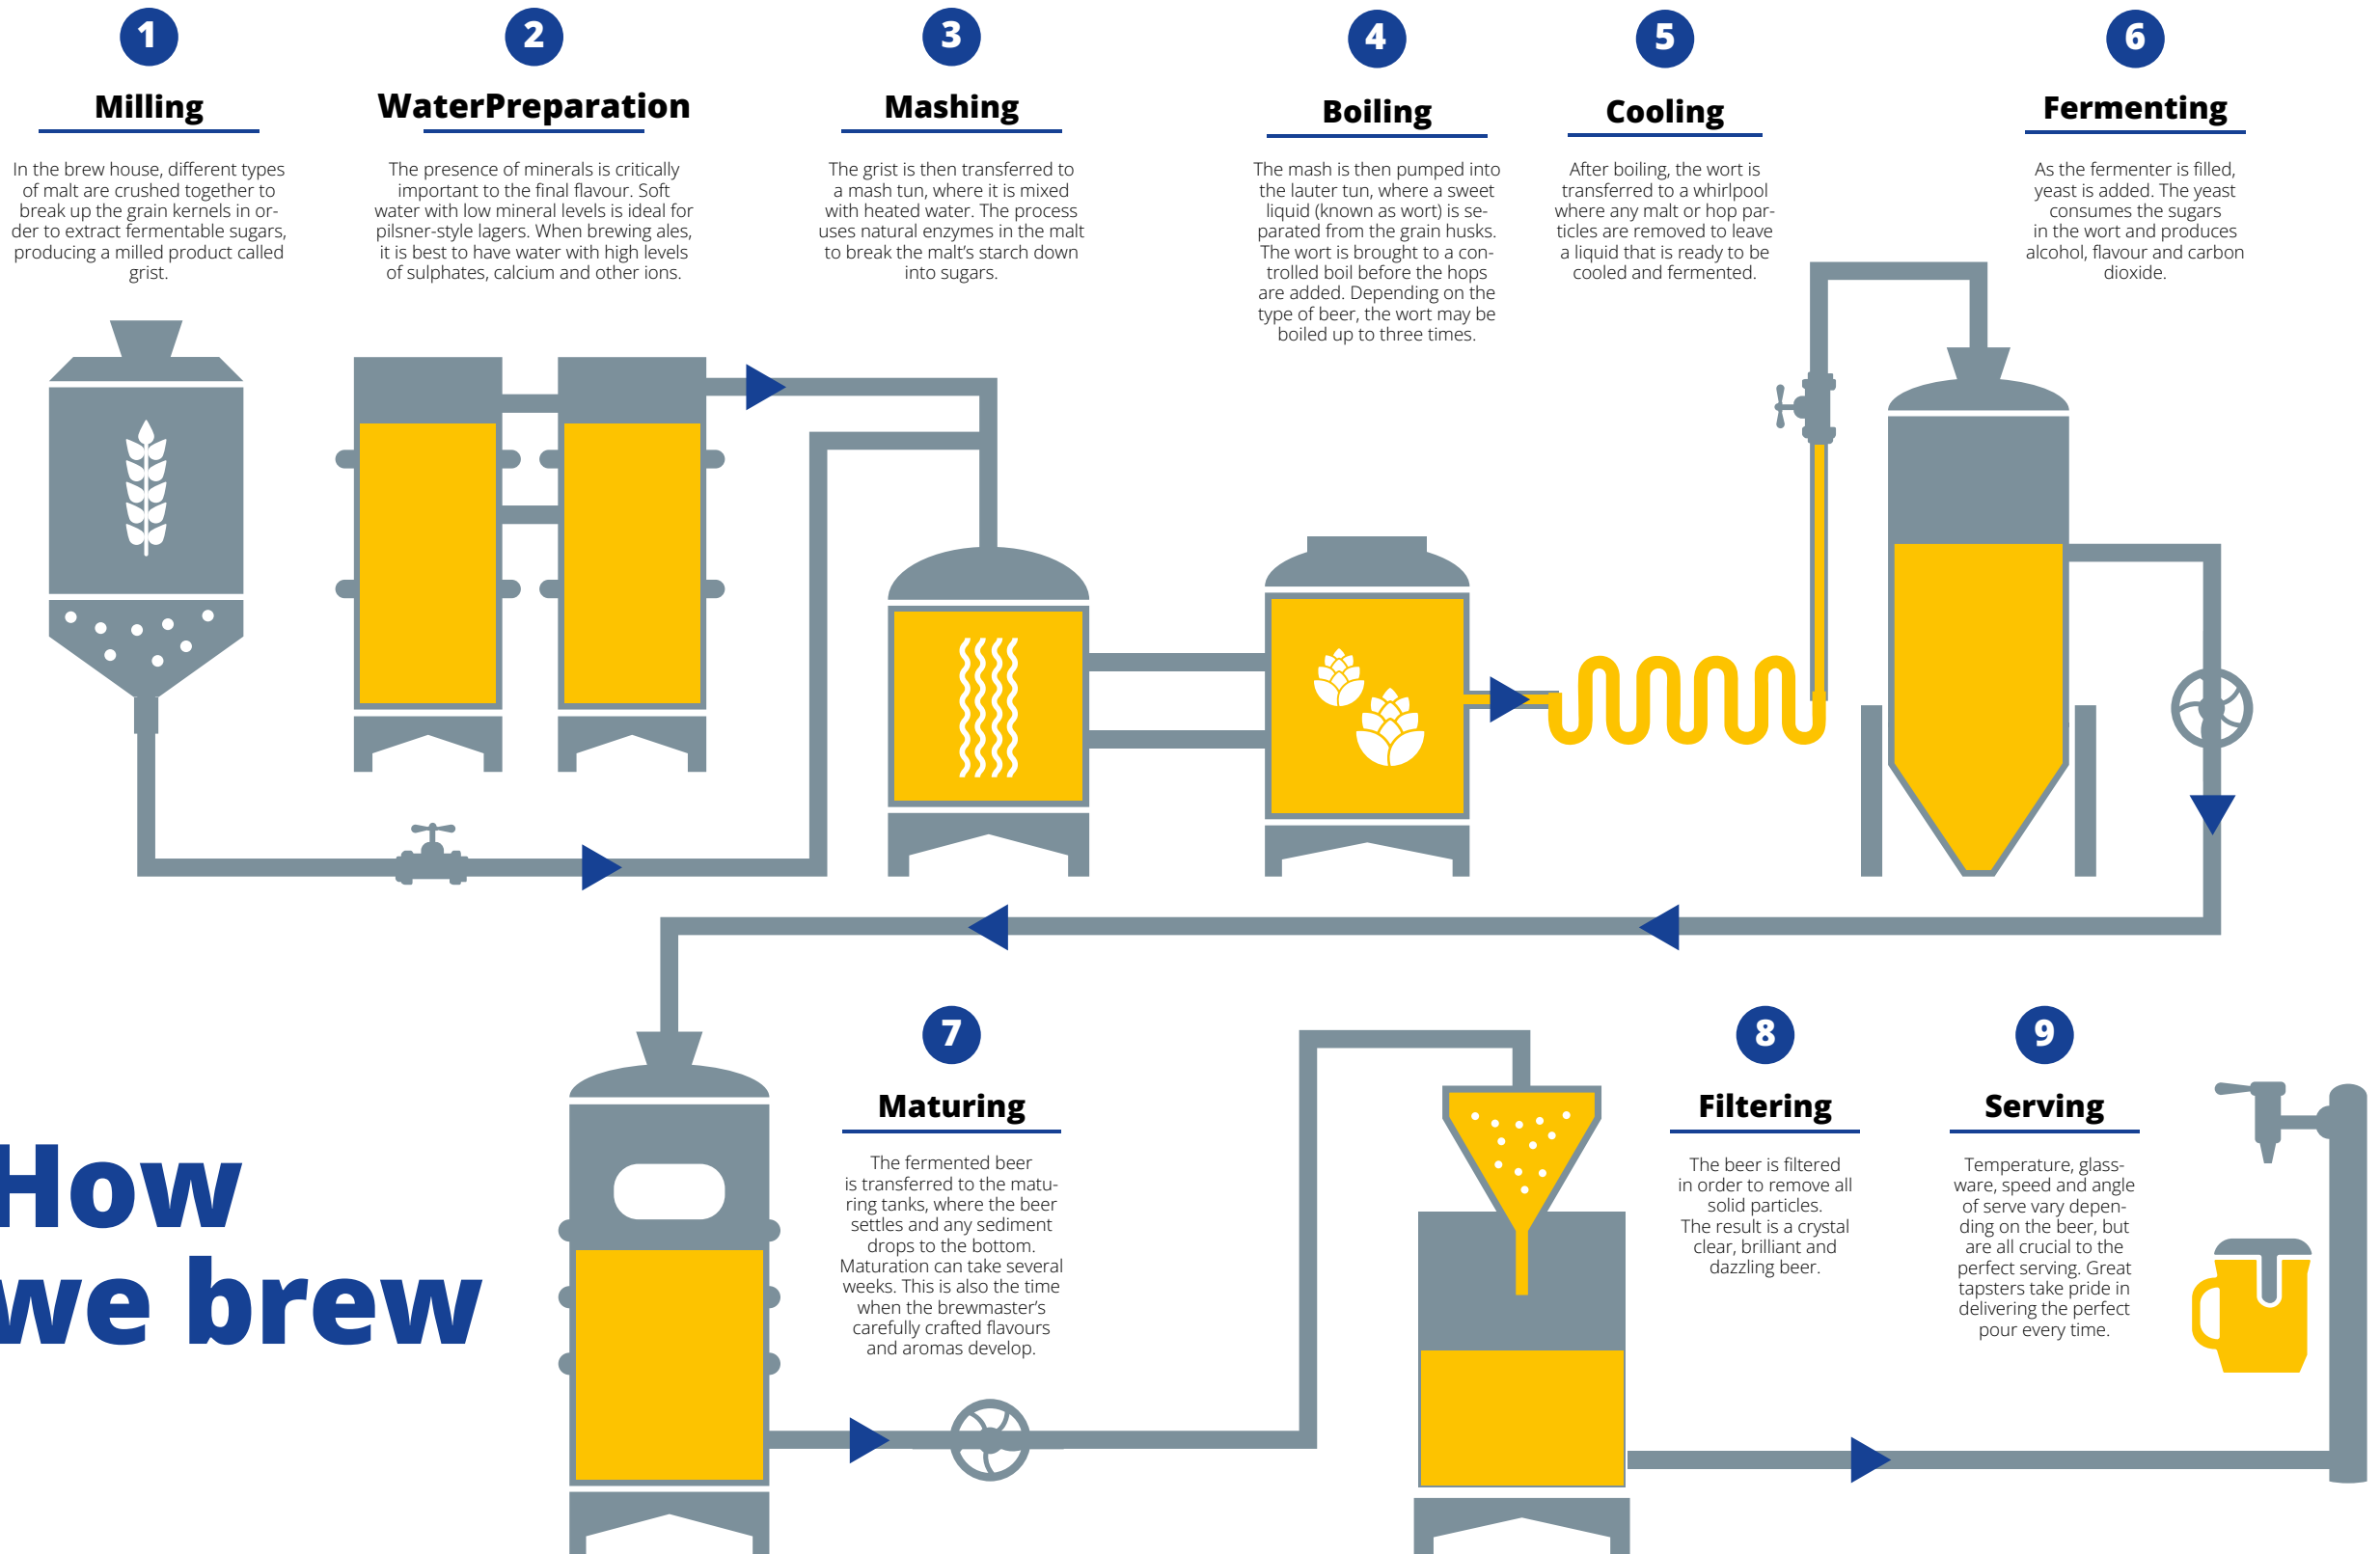 1
Milling
In the brew house, different types
of malt are crushed together to
break up the grain kernels in or-
der to extract fermentable sugars,
producing a milled product called
grist.
2
WaterPreparation
The presence of minerals is critically
important to the final flavour. Soft
water with low mineral levels is ideal for
pilsner-style lagers. When brewing ales,
it is best to have water with high levels
of sulphates, calcium and other ions.
3
Mashing
The grist is then transferred to
a mash tun, where it is mixed
with heated water. The process
uses natural enzymes in the malt
to break the malt's starch down
into sugars.
4
Boiling
The mash is then pumped into
the lauter tun, where a sweet
liquid (known as wort) is se-
parated from the grain husks.
The wort is brought to a con-
trolled boil before the hops
are added. Depending on the
type of beer, the wort may be
boiled up to three times.
5
Cooling
After boiling, the wort is
transferred to a whirlpool
where any malt or hop par-
ticles are removed to leave
a liquid that is ready to be
cooled and fermented.
6
Fermenting
As the fermenter is filled,
yeast is added. The yeast
consumes the sugars
in the wort and produces
alcohol, flavour and carbon
dioxide.
How
we brew
7
Maturing
The fermented beer
is transferred to the matu-
ring tanks, where the beer
settles and any sediment
drops to the bottom.
Maturation can take several
weeks. This is also the time
when the brewmaster's
carefully crafted flavours
and aromas develop.
8
Filtering
The beer is filtered
in order to remove all
solid particles.
The result is a crystal
clear, brilliant and
dazzling beer.
9
Serving
Temperature, glass-
ware, speed and angle
of serve vary depen-
ding on the beer, but
are all crucial to the
perfect serving. Great
tapsters take pride in
delivering the perfect
pour every time.